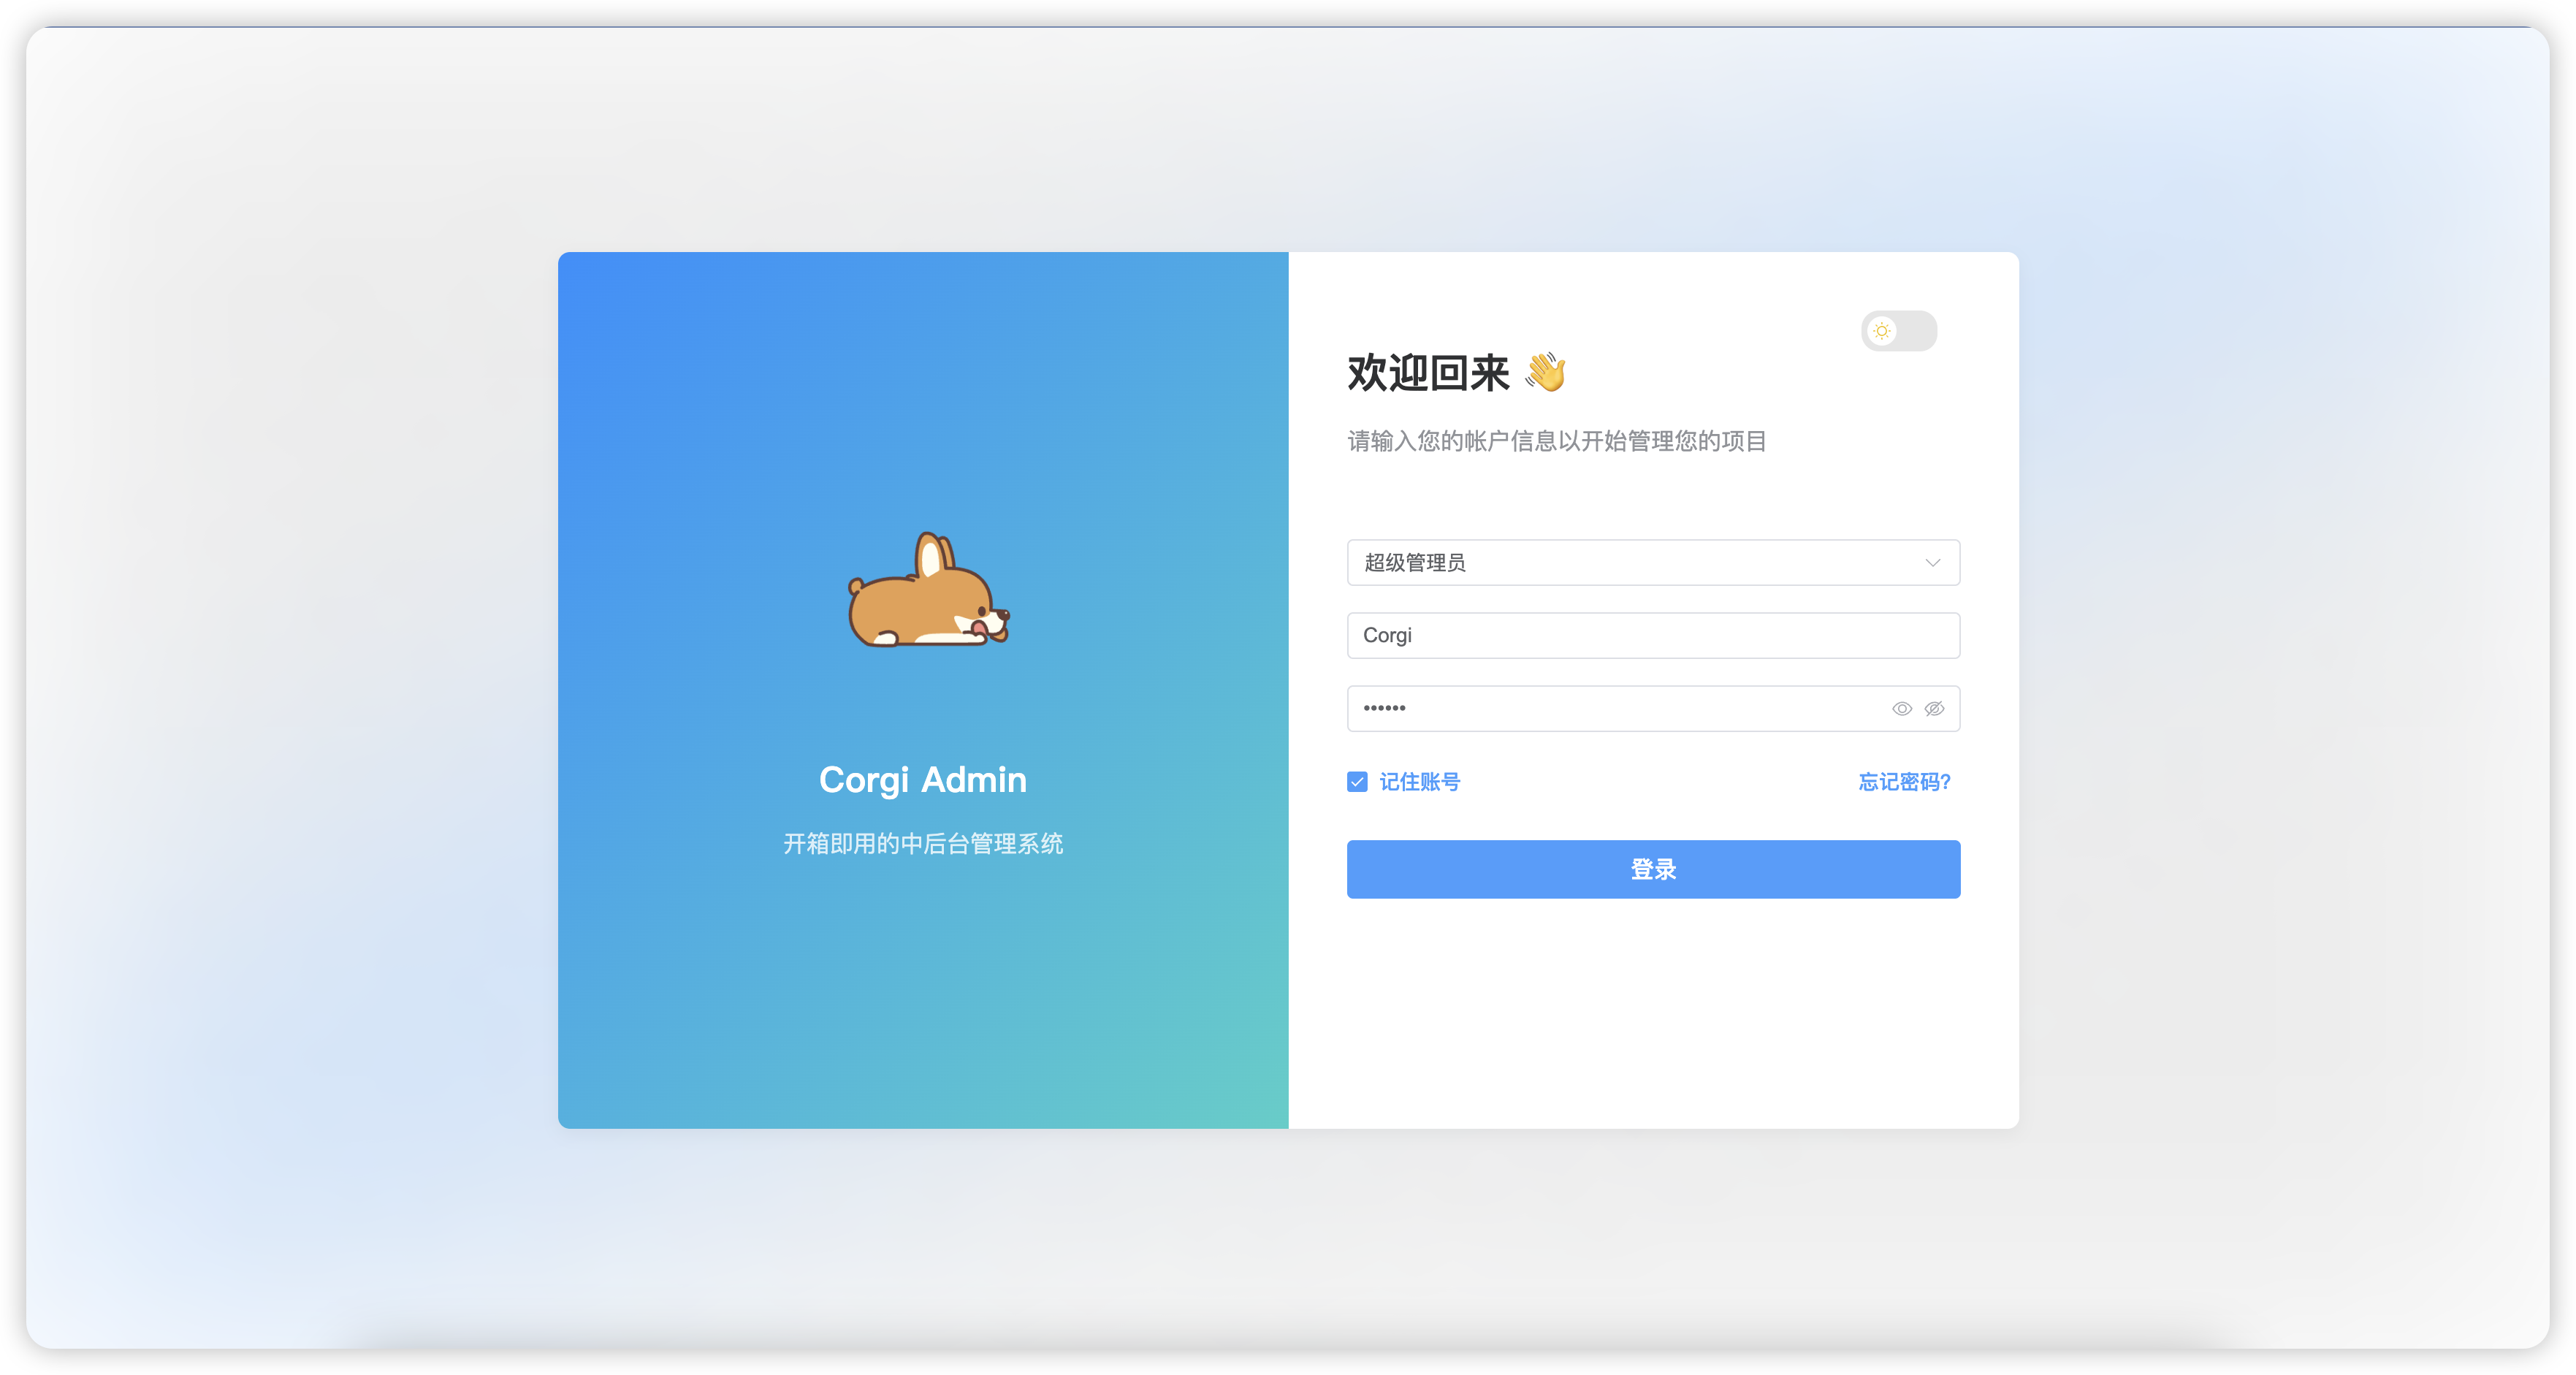 Corgi Admin
开箱即用的中后台管理系统
欢迎回来 👋
请输入您的帐户信息以开始管理您的项目
超级管理员
Corgi
••••••
记住账号
忘记密码?
登录